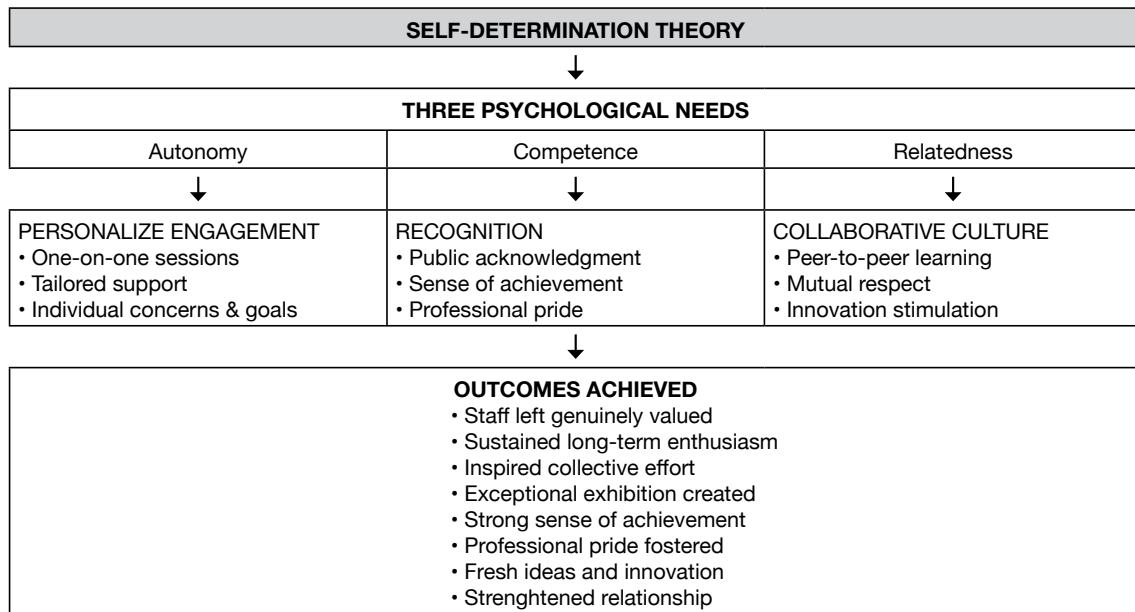 SELF-DETERMINATION THEORY
THREE PSYCHOLOGICAL NEEDS
Autonomy
Competence
Relatedness
PERSONALIZE ENGAGEMENT
• One-on-one sessions
• Tailored support
• Individual concerns & goals
RECOGNITION
• Public acknowledgment
• Sense of achievement
• Professional pride
COLLABORATIVE CULTURE
• Peer-to-peer learning
• Mutual respect
• Innovation stimulation
OUTCOMES ACHIEVED
• Staff left genuinely valued
• Sustained long-term enthusiasm
• Inspired collective effort
• Exceptional exhibition created
• Strong sense of achievement
• Professional pride fostered
• Fresh ideas and innovation
• Strenghtened relationship